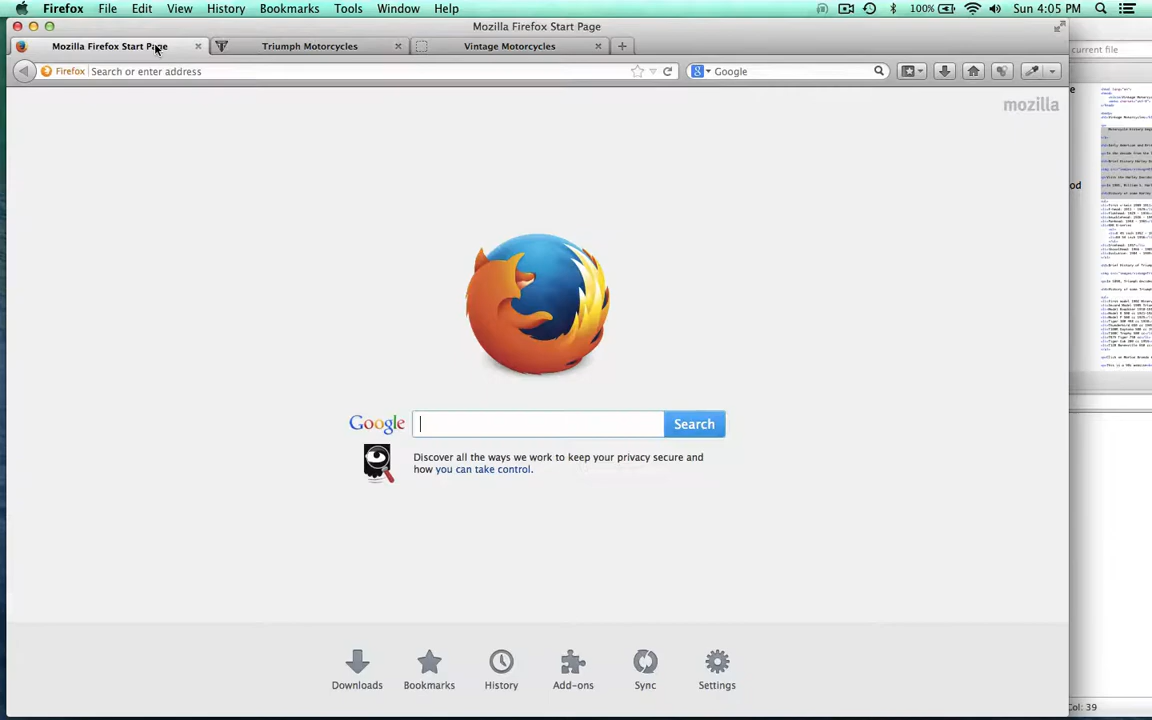 Firefox File Edit View History Bookmarks Tools Window Help 100% Sun 4:05 PM
Mozilla Firefox Start Page
Mozilla Firefox Start Page Triumph Motorcycles Vintage Motorcycles
current file
Firefox Search or enter address Google
mozilla
Google Search
Discover all the ways we work to keep your privacy secure and
how you can take control.
Downloads Bookmarks History Add-ons Sync Settings
Col: 39